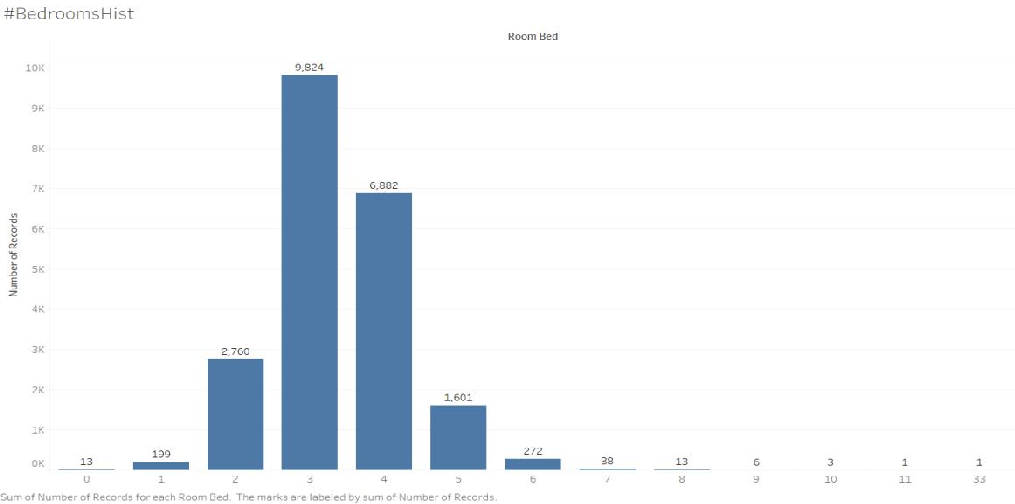 #BedroomsHist
Room Bed
10K
9K
8K
7K
6K
5K
4K
3K
2K
1K
0K
Number of Records
13 199 2,760 9,824 6,882 1,601 272 38 13 6 3 1 1
0 1 2 3 4 5 6 7 8 9 10 11 33
Sum of Number of Records for each Room Bed. The marks are labeled by sum of Number of Records.